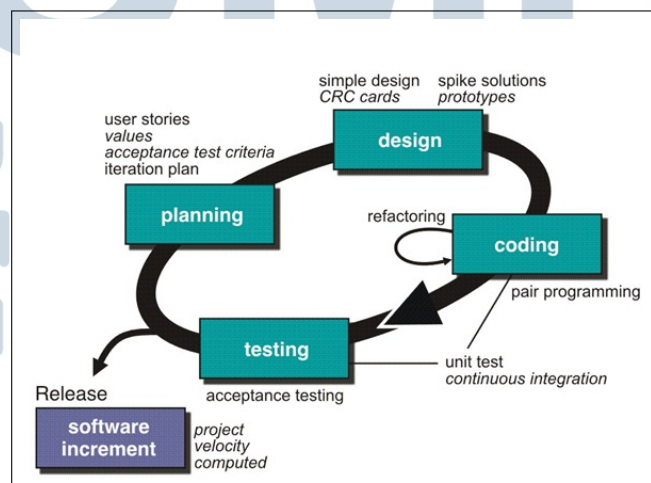 simple design
CRC cards
spike solutions
prototypes
user stories
values
acceptance test criteria
iteration plan
design
planning
refactoring
coding
pair programming
testing
unit test
continuous integration
acceptance testing
Release
software
increment
project
velocity
computed